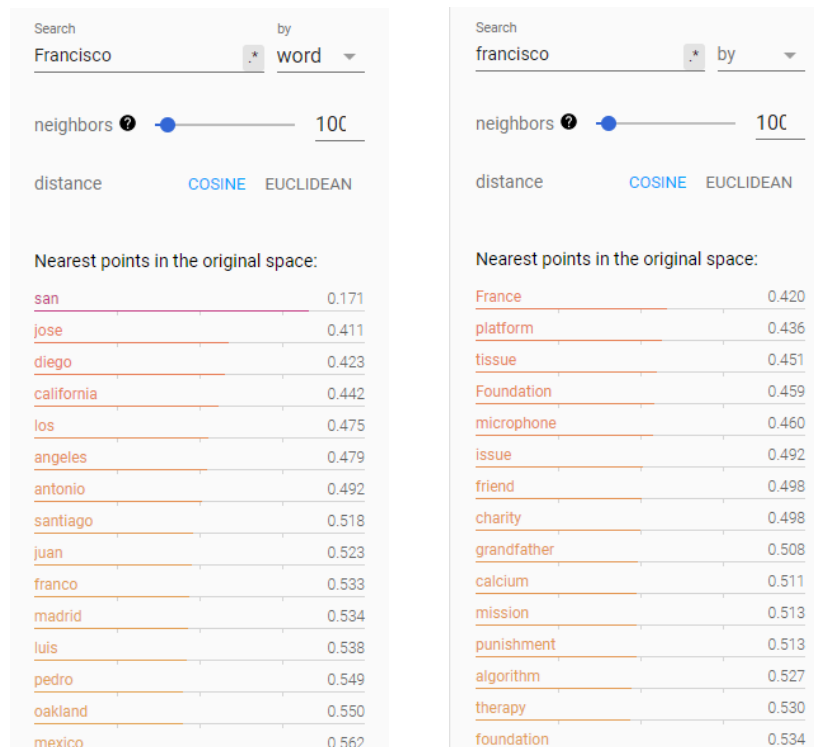 Search by
Francisco .* word
neighbors ? 100
distance COSINE EUCLIDEAN
Nearest points in the original space:
san 0.171
jose 0.411
diego 0.423
california 0.442
los 0.475
angeles 0.479
antonio 0.492
santiago 0.518
juan 0.523
franco 0.533
madrid 0.534
luis 0.538
pedro 0.549
oakland 0.550
mexico 0.562
Search
francisco .* by
neighbors ? 100
distance COSINE EUCLIDEAN
Nearest points in the original space:
France 0.420
platform 0.436
tissue 0.451
Foundation 0.459
microphone 0.460
issue 0.492
friend 0.498
charity 0.498
grandfather 0.508
calcium 0.511
mission 0.513
punishment 0.513
algorithm 0.527
therapy 0.530
foundation 0.534